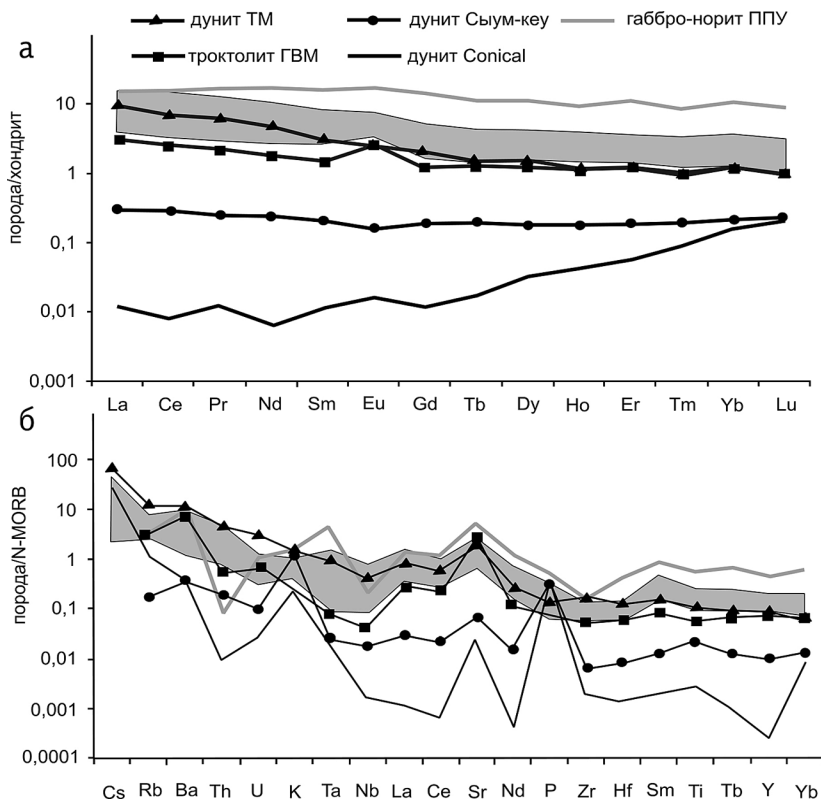 дунит ТМ дунит Сыум-кеу габбро-норит ППУ
троктолит ГВМ дунит Conical
а
порода/хондрит
10
1
0,1
0,01
0,001
La Ce Pr Nd Sm Eu Gd Tb Dy Ho Er Tm Yb Lu
б
порода/N-MORB
100
10
1
0,1
0,01
0,001
0,0001
Cs Rb Ba Th U K Ta Nb La Ce Sr Nd P Zr Hf Sm Ti Tb Y Yb